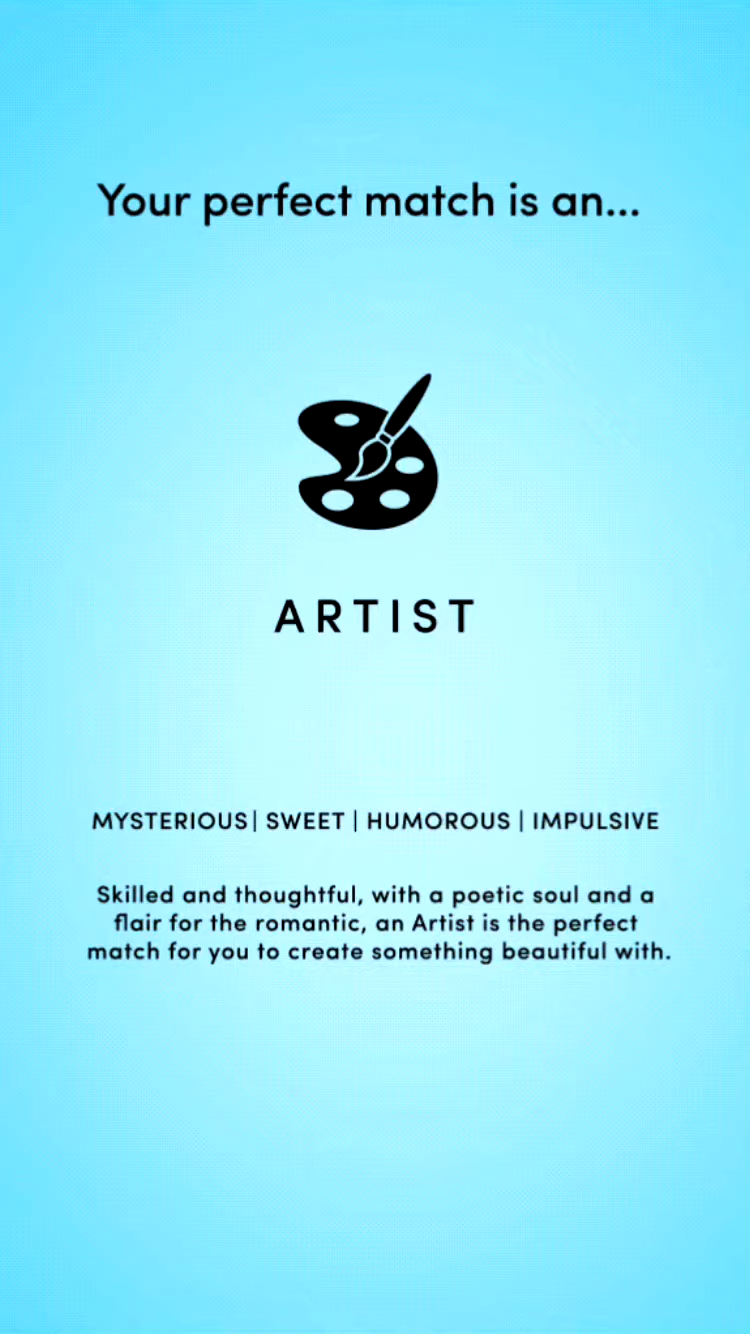 Your perfect match is an...
ARTIST
MYSTERIOUS| SWEET | HUMOROUS | IMPULSIVE
Skilled and thoughtful, with a poetic soul and a
flair for the romantic, an Artist is the perfect
match for you to create something beautiful with.